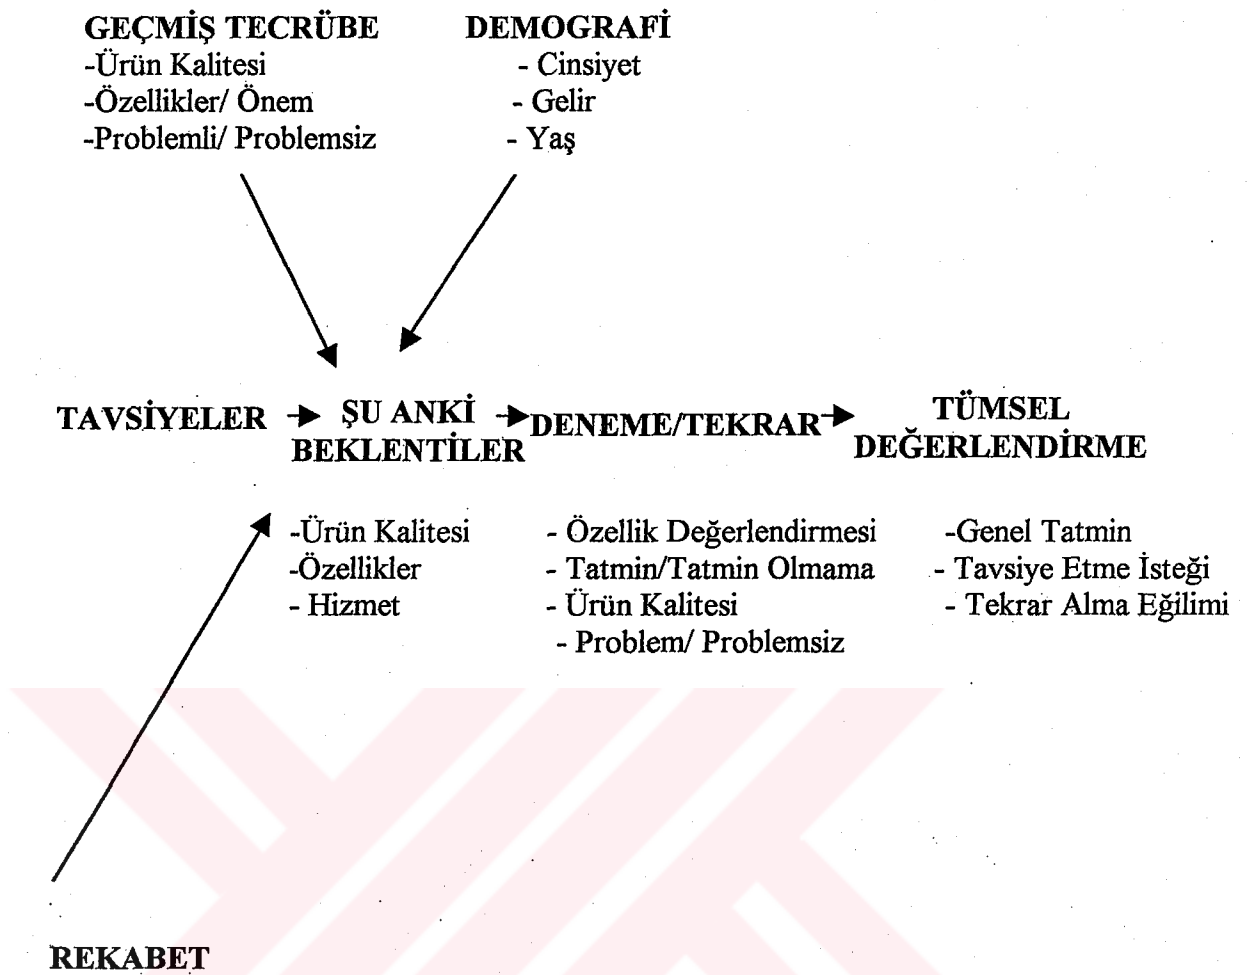 GEÇMİŞ TECRÜBE
-Ürün Kalitesi
-Özellikler/ Önem
-Problemli/ Problemsiz
DEMOGRAFİ
- Cinsiyet
- Gelir
- Yaş
TAVSİYELER
ŞU ANKİ
BEKLENTİLER
-Ürün Kalitesi
-Özellikler
- Hizmet
DENEME/TEKRAR
- Özellik Değerlendirmesi
- Tatmin/Tatmin Olmama
- Ürün Kalitesi
- Problem/ Problemsiz
TÜMSEL
DEĞERLENDİRME
-Genel Tatmin
- Tavsiye Etme İsteği
- Tekrar Alma Eğilimi
REKABET